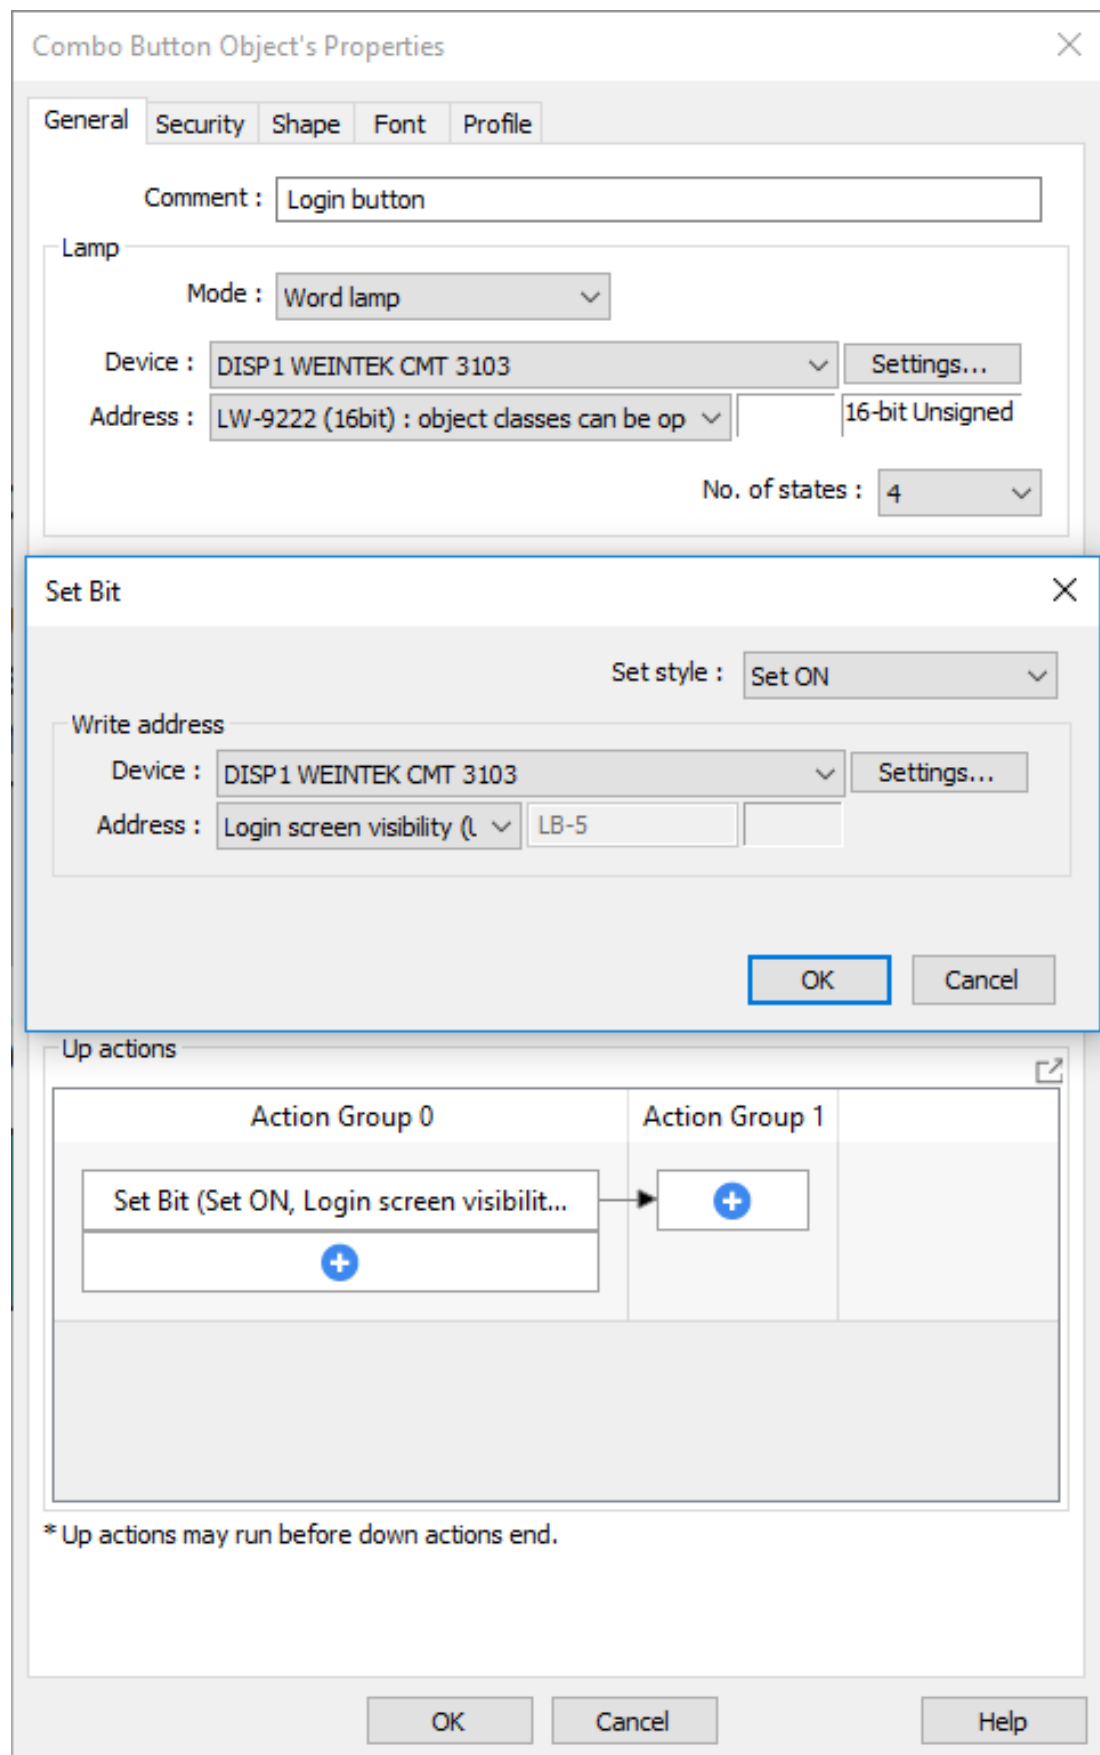 Combo Button Object's Properties
General Security Shape Font Profile
Comment : Login button
Lamp
Mode : Word lamp
Device : DISP1 WEINTEK CMT 3103 Settings...
Address : LW-9222 (16bit) : object classes can be op 16-bit Unsigned
No. of states : 4
Set Bit
Set style : Set ON
Write address
Device : DISP1 WEINTEK CMT 3103 Settings...
Address : Login screen visibility (L LB-5
OK Cancel
Up actions
Action Group 0 Action Group 1
Set Bit (Set ON, Login screen visibilit...
* Up actions may run before down actions end.
OK Cancel Help